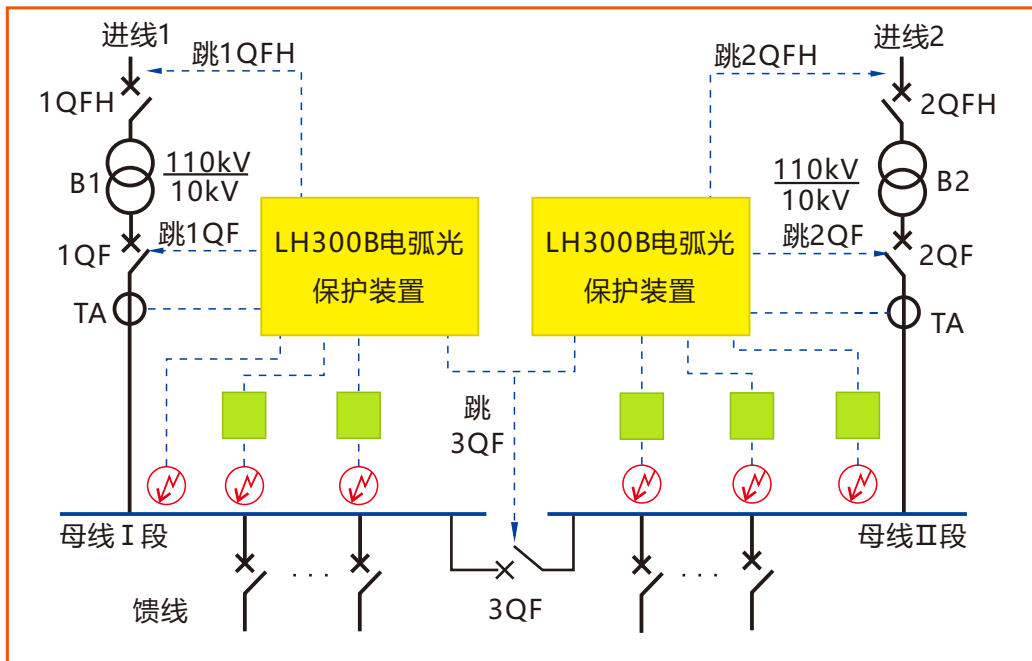 进线1
跳1QFH
跳2QFH
进线2
1QFH
2QFH
B1
110kV
10kV
110kV
10kV
B2
1QF
跳1QF
LH300B电弧光
保护装置
LH300B电弧光
保护装置
跳2QF
2QF
TA
TA
跳
3QF
母线Ⅰ段
母线Ⅱ段
馈线
···
3QF
···